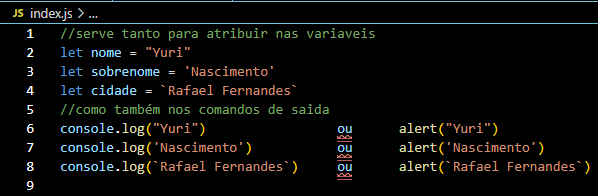 JS index.js > ...
1 //serve tanto para atribuir nas variaveis
2 let nome = "Yuri"
3 let sobrenome = 'Nascimento'
4 let cidade = `Rafael Fernandes`
5 //como também nos comandos de saida
6 console.log("Yuri") ou alert("Yuri")
7 console.log('Nascimento') ou alert('Nascimento')
8 console.log(`Rafael Fernandes`) ou alert(`Rafael Fernandes`)
9